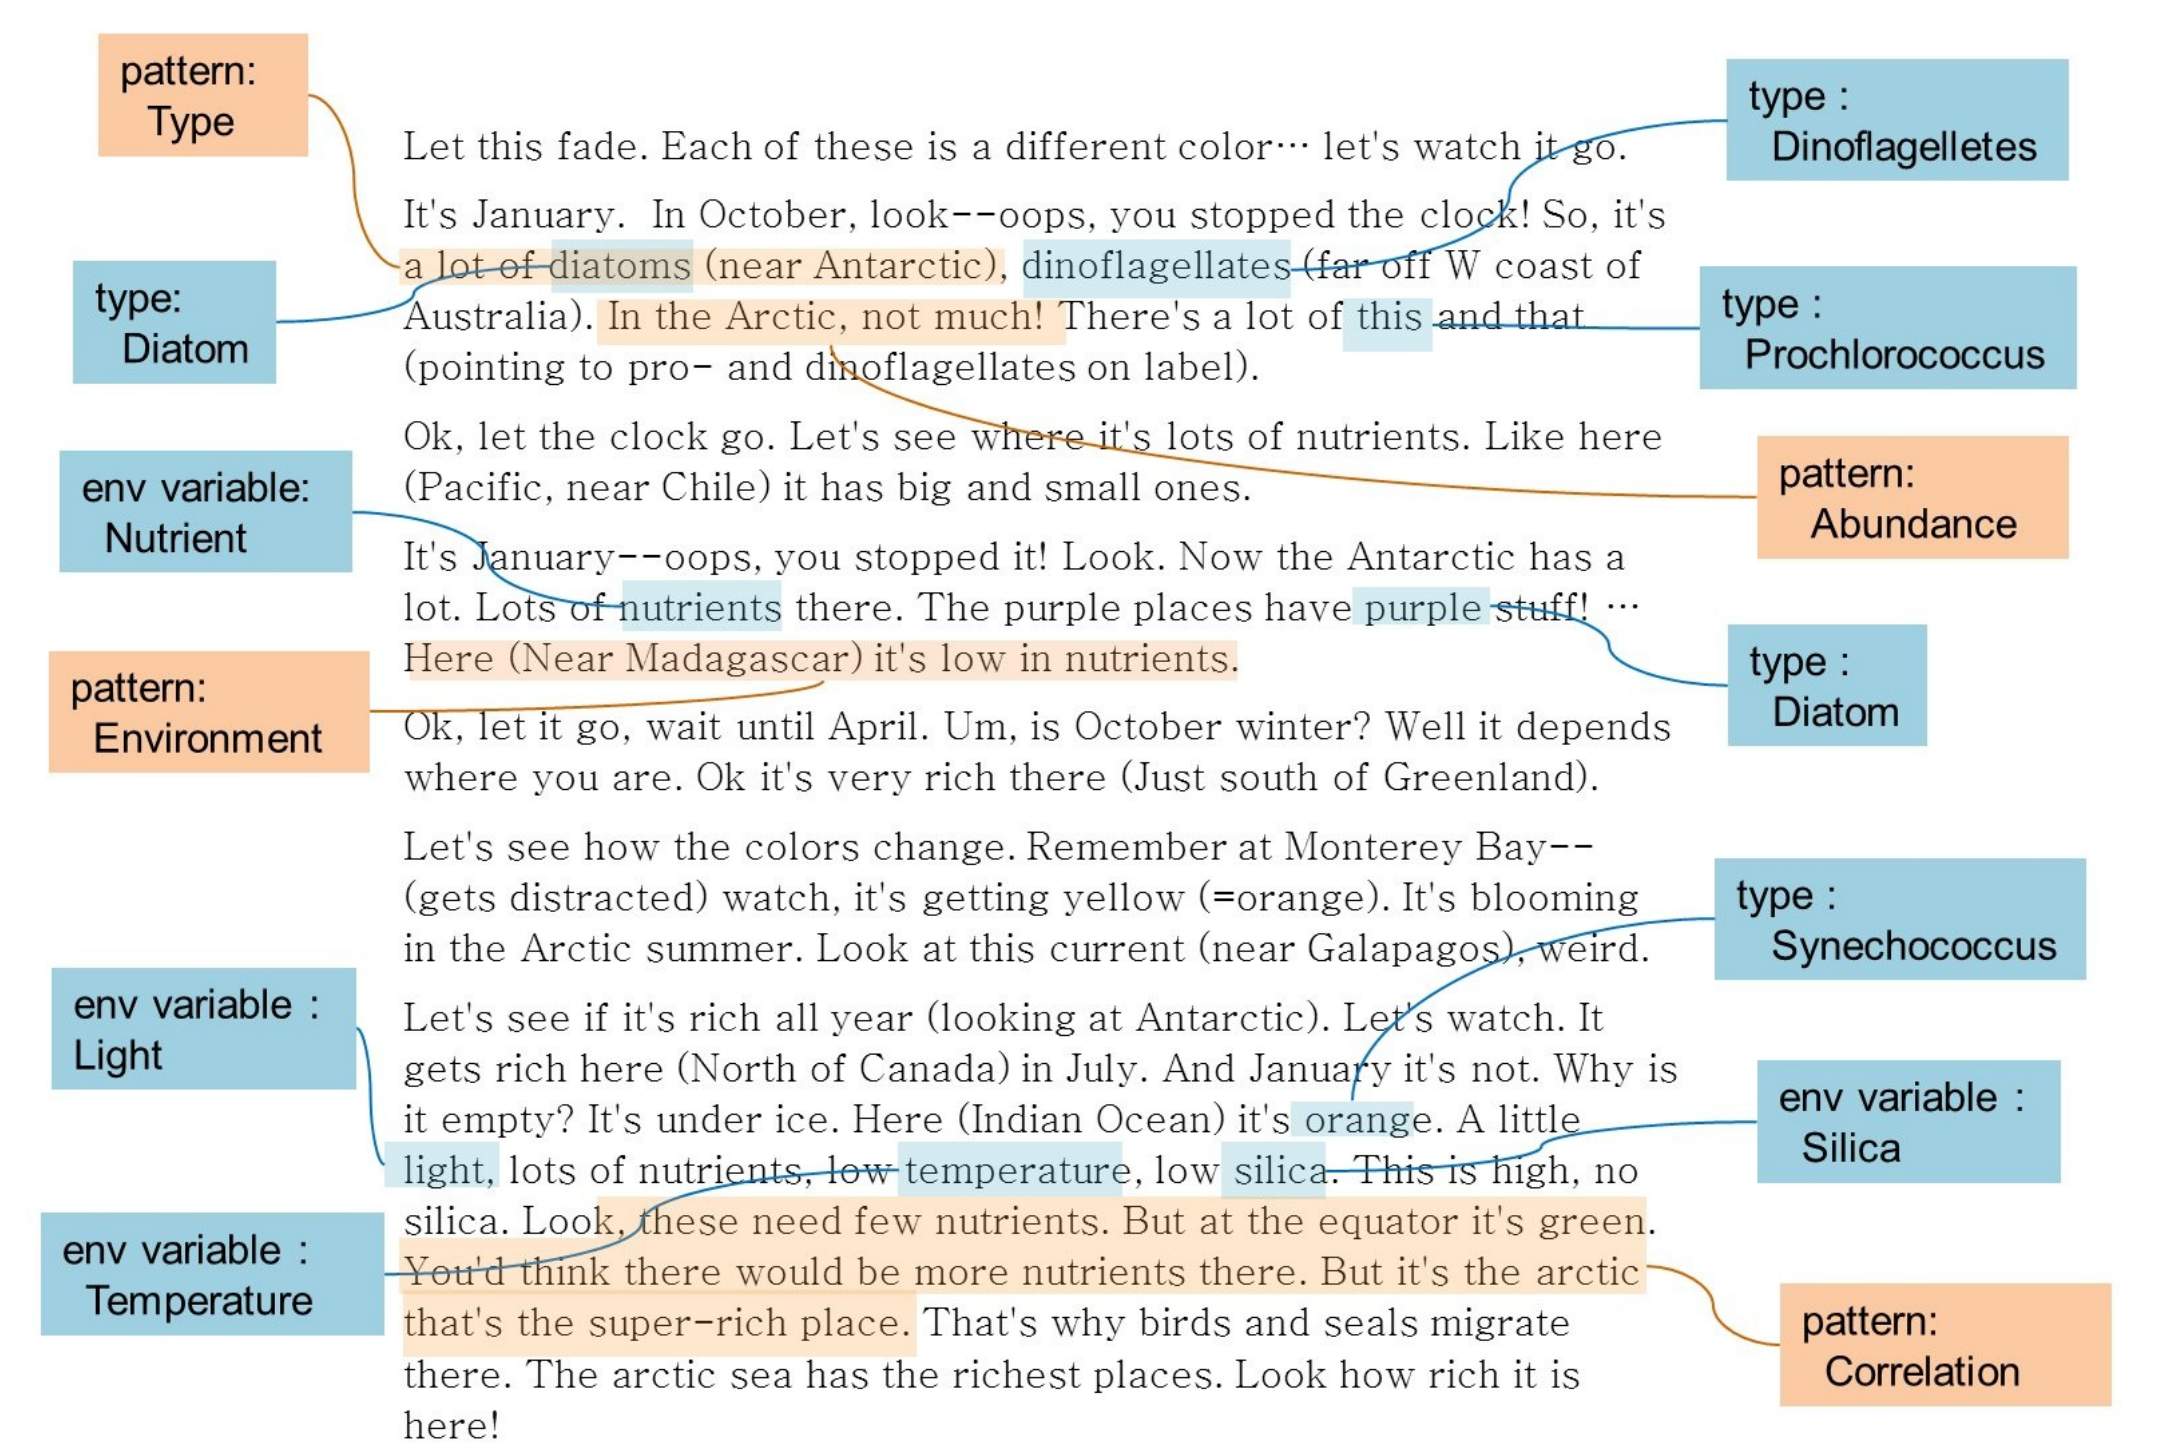 pattern:
Type
type :
Dinoflagelletes
Let this fade. Each of these is a different color… let's watch it go.
It's January.  In October, look--oops, you stopped the clock! So, it's
a lot of diatoms (near Antarctic), dinoflagellates (far off W coast of
Australia). In the Arctic, not much! There's a lot of this and that
(pointing to pro- and dinoflagellates on label).
type:
Diatom
type :
Prochlorococcus
Ok, let the clock go. Let's see where it's lots of nutrients. Like here
(Pacific, near Chile) it has big and small ones.
env variable:
Nutrient
pattern:
Abundance
It's January--oops, you stopped it! Look. Now the Antarctic has a
lot. Lots of nutrients there. The purple places have purple stuff! …
Here (Near Madagascar) it's low in nutrients.
pattern:
Environment
type :
Diatom
Ok, let it go, wait until April. Um, is October winter? Well it depends
where you are. Ok it's very rich there (Just south of Greenland).
Let's see how the colors change. Remember at Monterey Bay--
(gets distracted) watch, it's getting yellow (=orange). It's blooming
in the Arctic summer. Look at this current (near Galapagos), weird.
type :
Synechococcus
env variable :
Light
Let's see if it's rich all year (looking at Antarctic). Let's watch. It
gets rich here (North of Canada) in July. And January it's not. Why is
it empty? It's under ice. Here (Indian Ocean) it's orange. A little
light, lots of nutrients, low temperature, low silica. This is high, no
silica. Look, these need few nutrients. But at the equator it's green.
You'd think there would be more nutrients there. But it's the arctic
that's the super-rich place. That's why birds and seals migrate
there. The arctic sea has the richest places. Look how rich it is
here!
env variable :
Silica
env variable :
Temperature
pattern:
Correlation